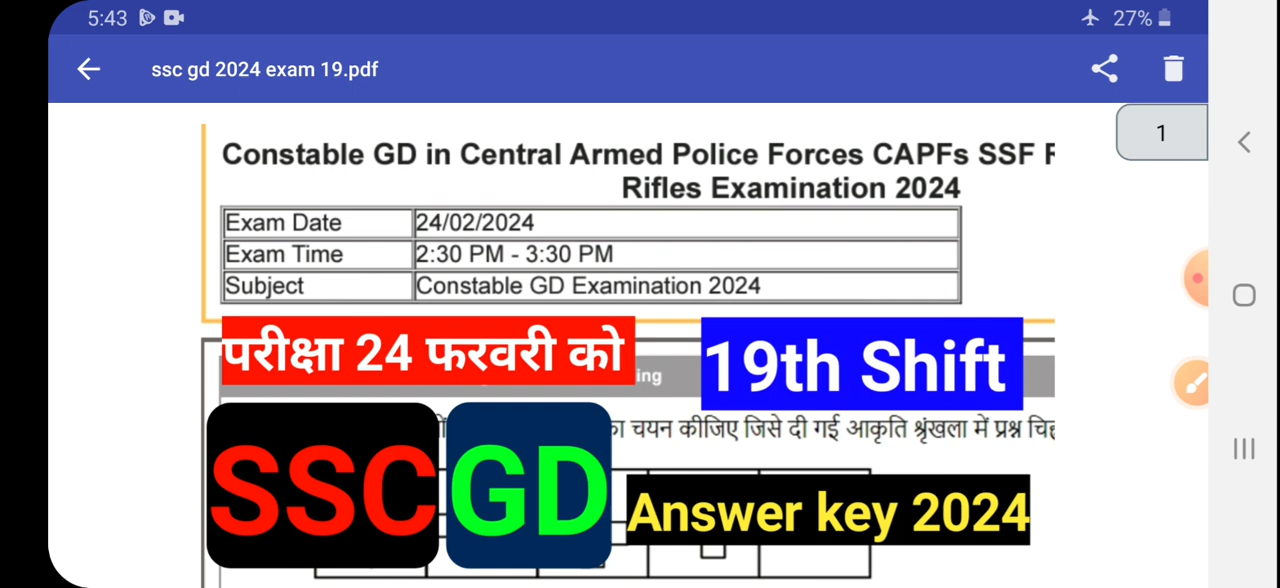 5:43 27%
ssc gd 2024 exam 19.pdf
1
Constable GD in Central Armed Police Forces CAPFs SSF
Rifles Examination 2024
Exam Date 24/02/2024
Exam Time 2:30 PM - 3:30 PM
Subject Constable GD Examination 2024
परीक्षा 24 फरवरी को
19th Shift
चयन कीजिए जिसे दी गई आकृति श्रृंखला में प्रश्न
SSC GD
Answer key 2024